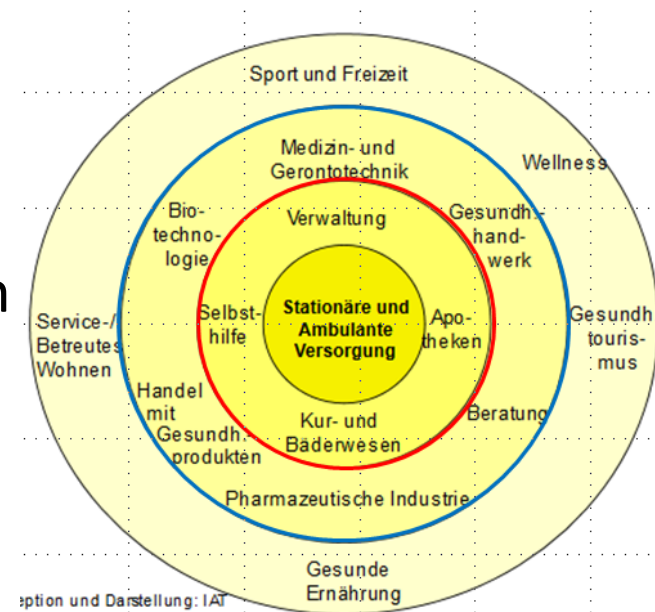 Sport und Freizeit
Wellness
Medizin- und
Gerontotechnik
Bio-
techno-
logie
Verwaltung
Gesundh.-
hand-
werk
n
Service-/
Betreutes
Wohnen
Selbst-
hilfe
Stationäre und
Ambulante
Versorgung
Apo-
theken
Gesundh
touris-
mus
Handel
mit
Gesundh.-
produkten
Kur- und
Bäderwesen
Beratung
Pharmazeutische Industrie
Gesunde
Ernährung
eption und Darstellung: IAT